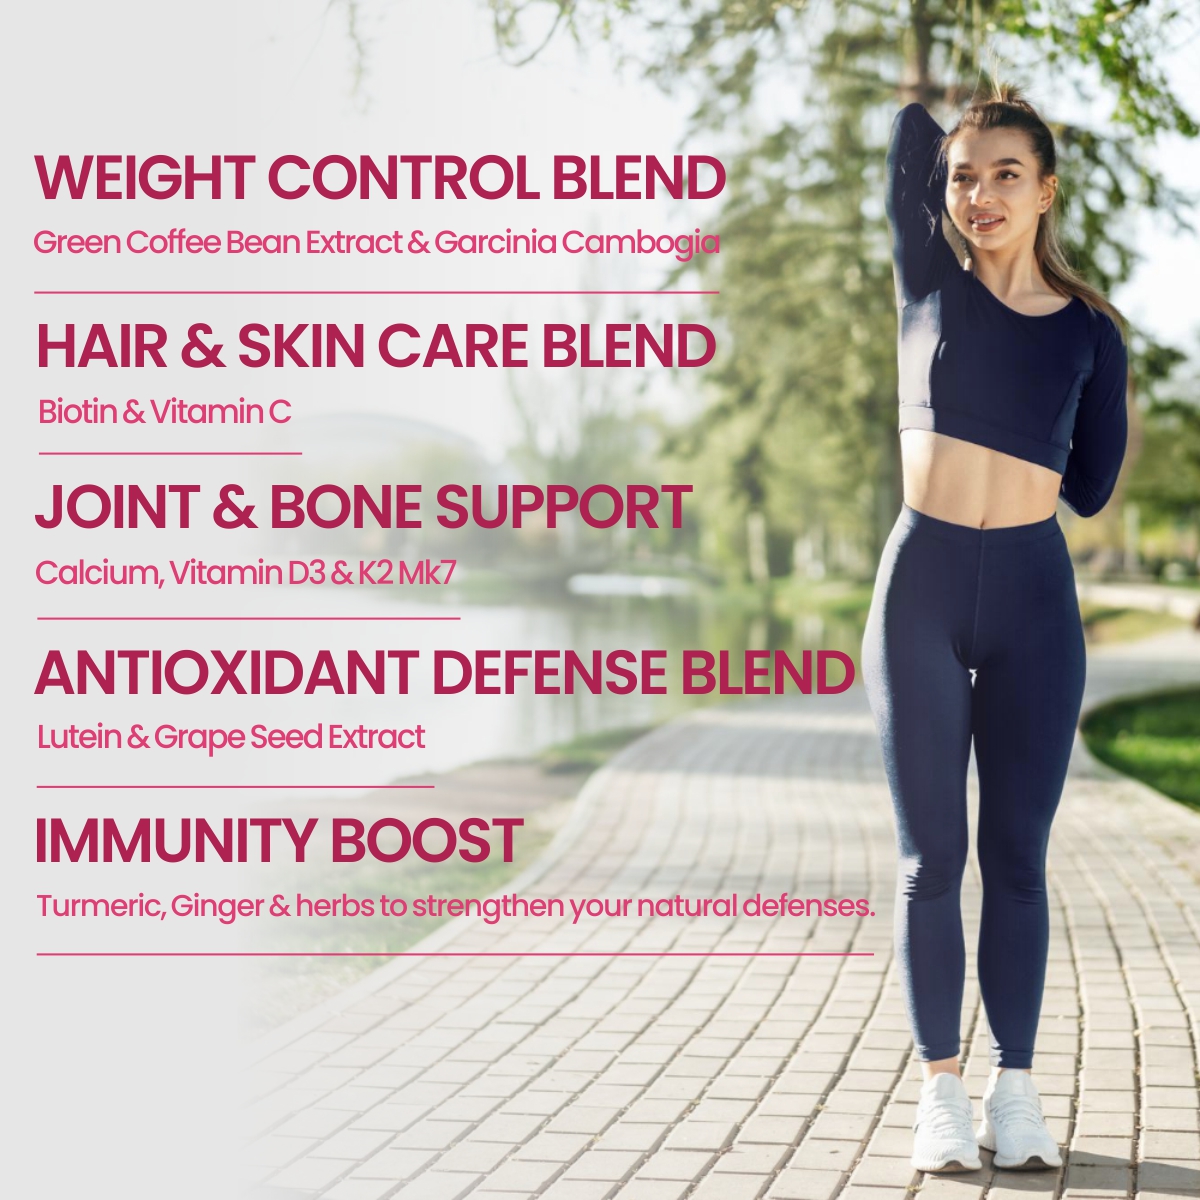 WEIGHT CONTROL BLEND
Green Coffee Bean Extract & Garcinia Cambogia
HAIR & SKIN CARE BLEND
Biotin & Vitamin C
JOINT & BONE SUPPORT
Calcium, Vitamin D3 & K2 Mk7
ANTIOXIDANT DEFENSE BLEND
Lutein & Grape Seed Extract
IMMUNITY BOOST
Turmeric, Ginger & herbs to strengthen your natural defenses.